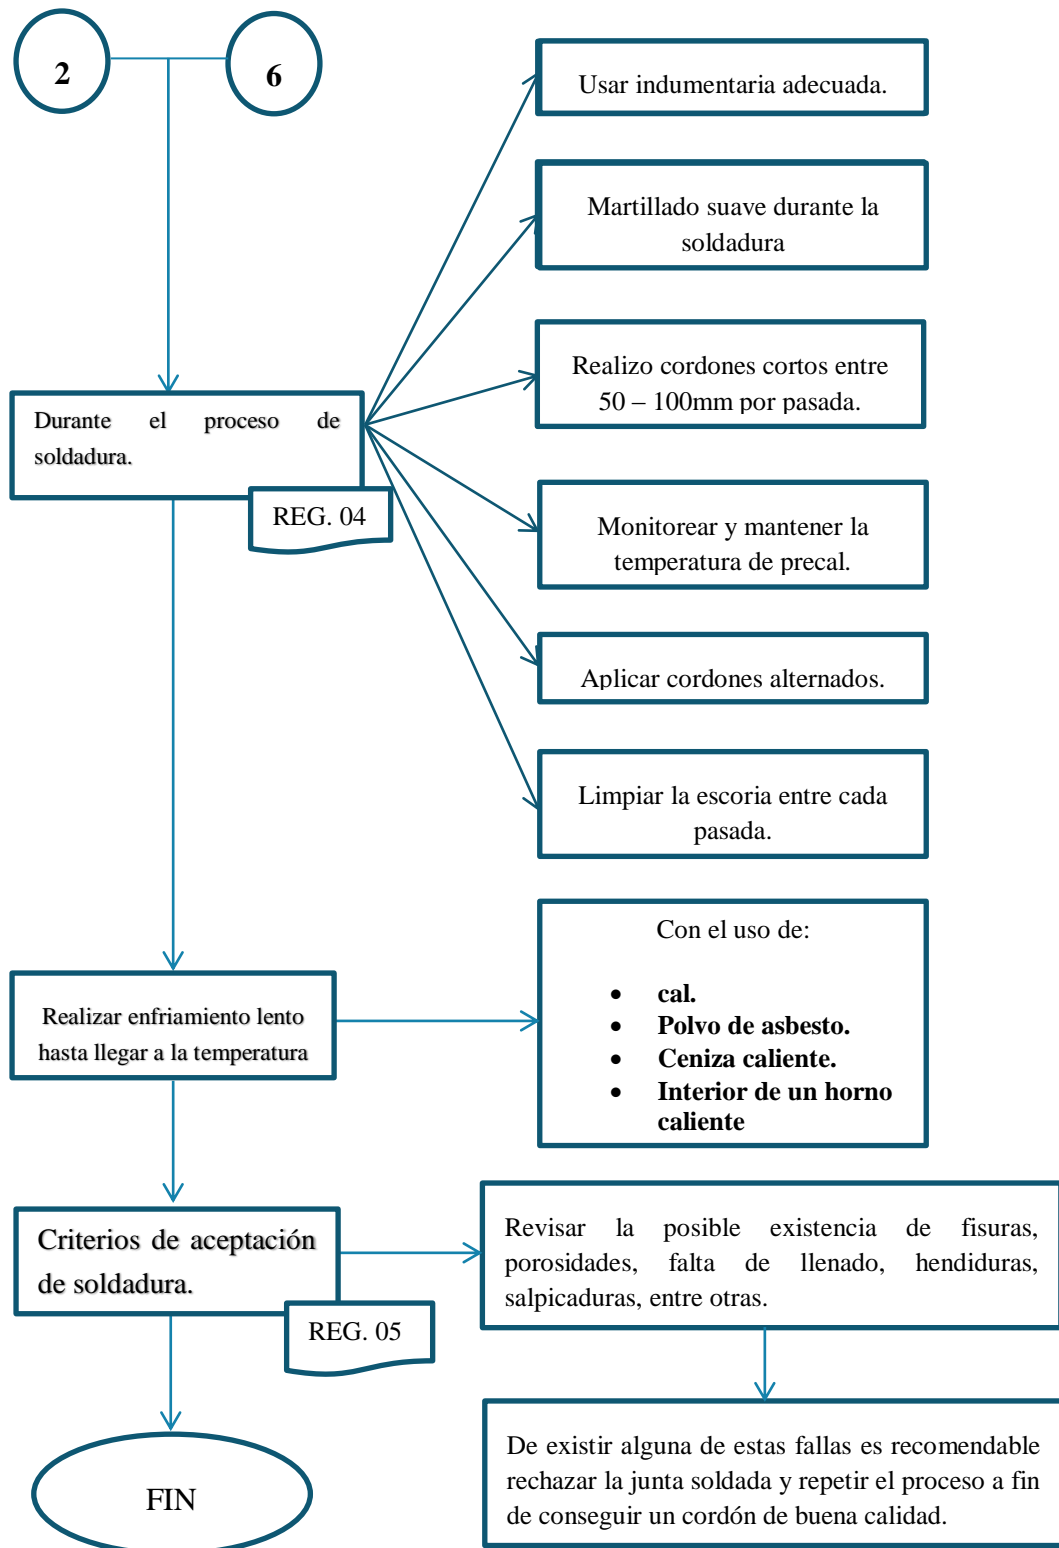 2
6
Usar indumentaria adecuada.
Martillado suave durante la
soldadura
Realizo cordones cortos entre
50 – 100mm por pasada.
Durante el proceso de
soldadura.
REG. 04
Monitorear y mantener la
temperatura de precal.
Aplicar cordones alternados.
Limpiar la escoria entre cada
pasada.
Realizar enfriamiento lento
hasta llegar a la temperatura
Con el uso de:
• cal.
• Polvo de asbesto.
• Ceniza caliente.
• Interior de un horno
caliente
Criterios de aceptación
de soldadura.
REG. 05
Revisar la posible existencia de fisuras,
porosidades, falta de llenado, hendiduras,
salpicaduras, entre otras.
De existir alguna de estas fallas es recomendable
rechazar la junta soldada y repetir el proceso a fin
de conseguir un cordón de buena calidad.
FIN